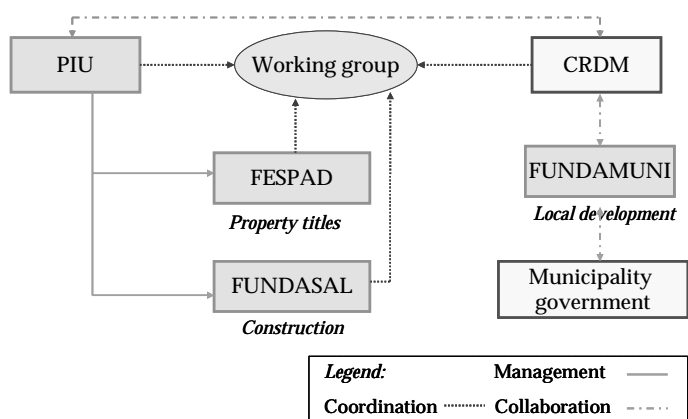 PIU
Working group
CRDM
FESPAD
Property titles
FUNDAMUNI
Local development
FUNDASAL
Construction
Municipality
government
Legend: Management
Coordination Collaboration